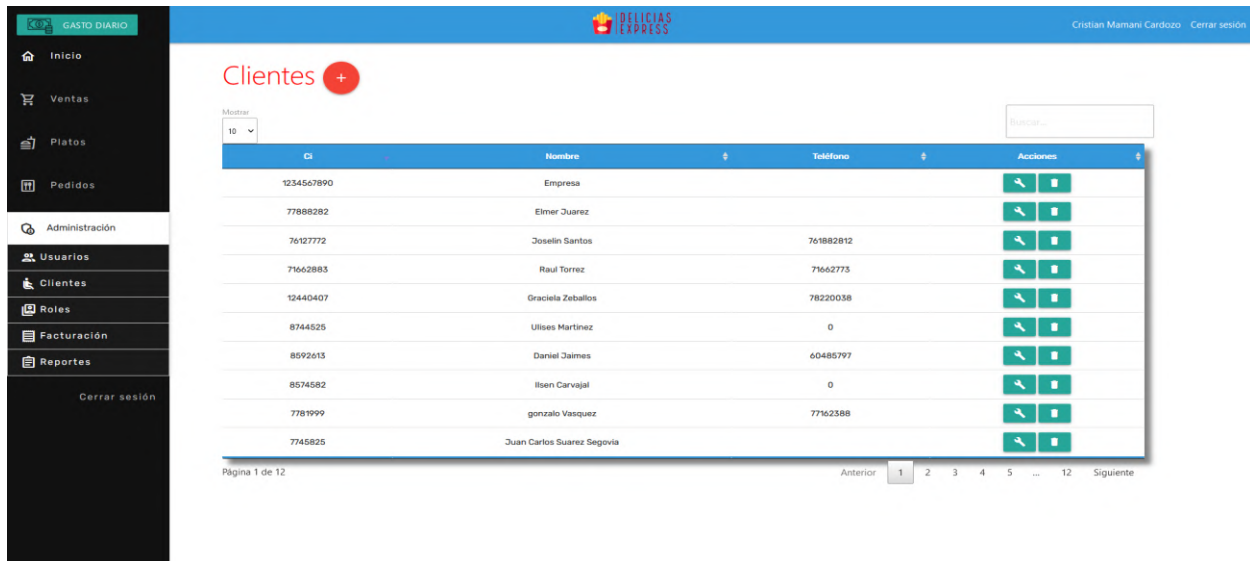 GASTO DIARIO
DELICIAS
EXPRESS
Cristian Mamani Cardozo Cerrar sesión
Inicio
Ventas
Platos
Pedidos
Administración
Usuarios
Clientes
Roles
Facturación
Reportes
Cerrar sesión
Clientes +
Mostrar
10
Buscar...
Ci Nombre Teléfono Acciones
1234567890 Empresa
77888282 Elmer Juarez
76127772 Joselin Santos 761882812
71662883 Raul Torrez 71662773
12440407 Graciela Zeballos 78220038
8744525 Ulises Martinez 0
8592613 Daniel Jaimes 60485797
8574582 Ilsen Carvajal 0
7781999 gonzalo Vasquez 77162388
7745825 Juan Carlos Suarez Segovia
Página 1 de 12
Anterior 1 2 3 4 5 ... 12 Siguiente